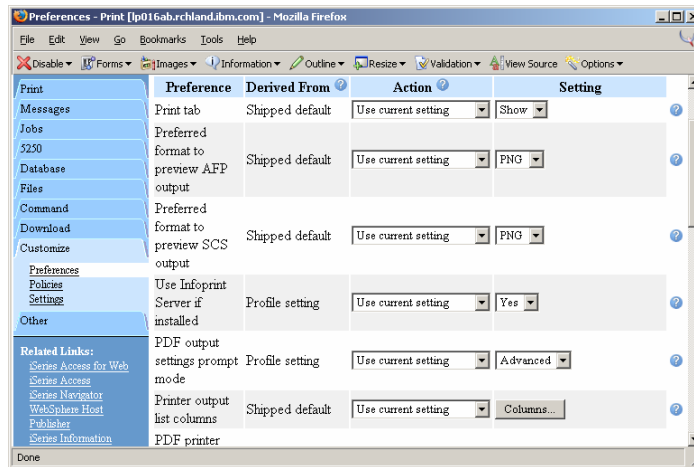 Preferences - Print [lp016ab.rchland.ibm.com] - Mozilla Firefox
File Edit View Go Bookmarks Tools Help
Disable Forms Images Information Outline Resize Validation View Source Options
Print
Messages
Jobs
5250
Database
Files
Command
Download
Customize
Preferences
Policies
Settings
Other
Related Links:
iSeries Access for Web
iSeries Access
iSeries Navigator
WebSphere Host
Publisher
iSeries Information
Preference Derived From ? Action ? Setting
Print tab Shipped default Use current setting Show ?
Preferred
format to
preview AFP
output
Shipped default Use current setting PNG ?
Preferred
format to
preview SCS
output
Shipped default Use current setting PNG ?
Use Infoprint
Server if
installed
Profile setting Use current setting Yes ?
PDF output
settings prompt
mode
Profile setting Use current setting Advanced ?
Printer output
list columns
Shipped default Use current setting Columns... ?
PDF printer
Done